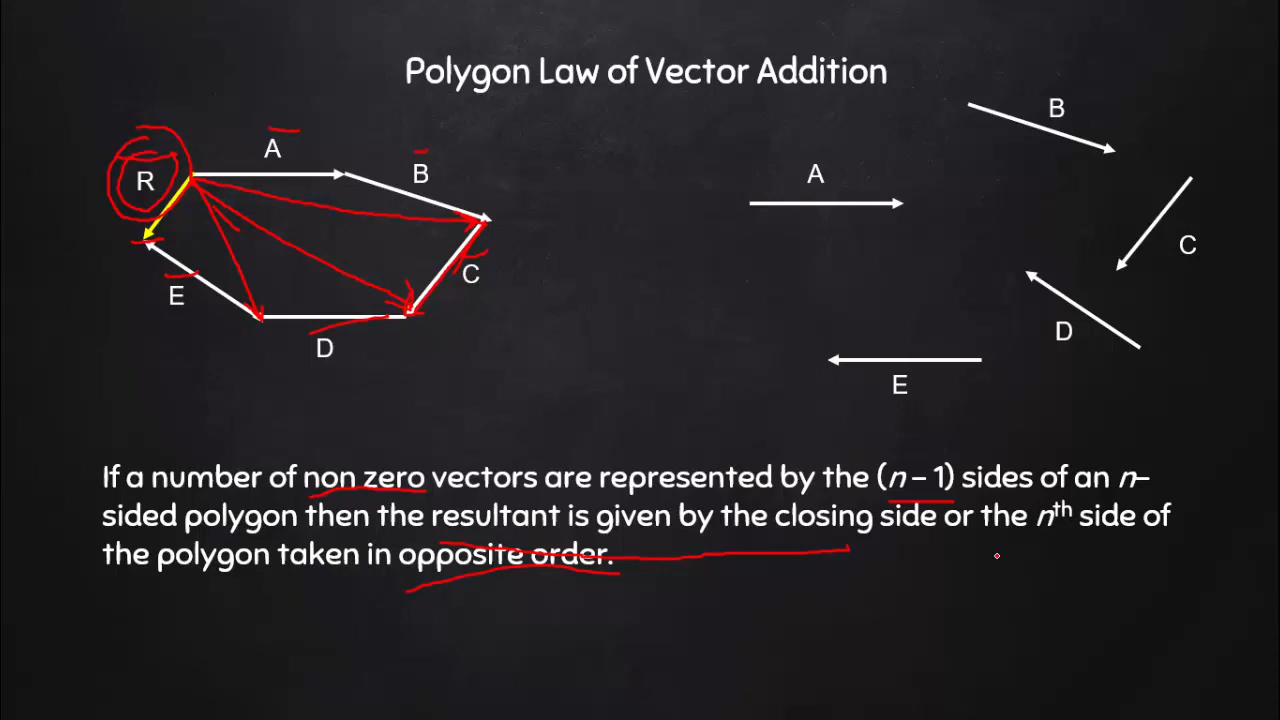 Polygon Law of Vector Addition
B
A
B
A
R
C
C
E
D
D
E
If a number of non zero vectors are represented by the (n – 1) sides of an n–
sided polygon then the resultant is given by the closing side or the nth side of
the polygon taken in opposite order.